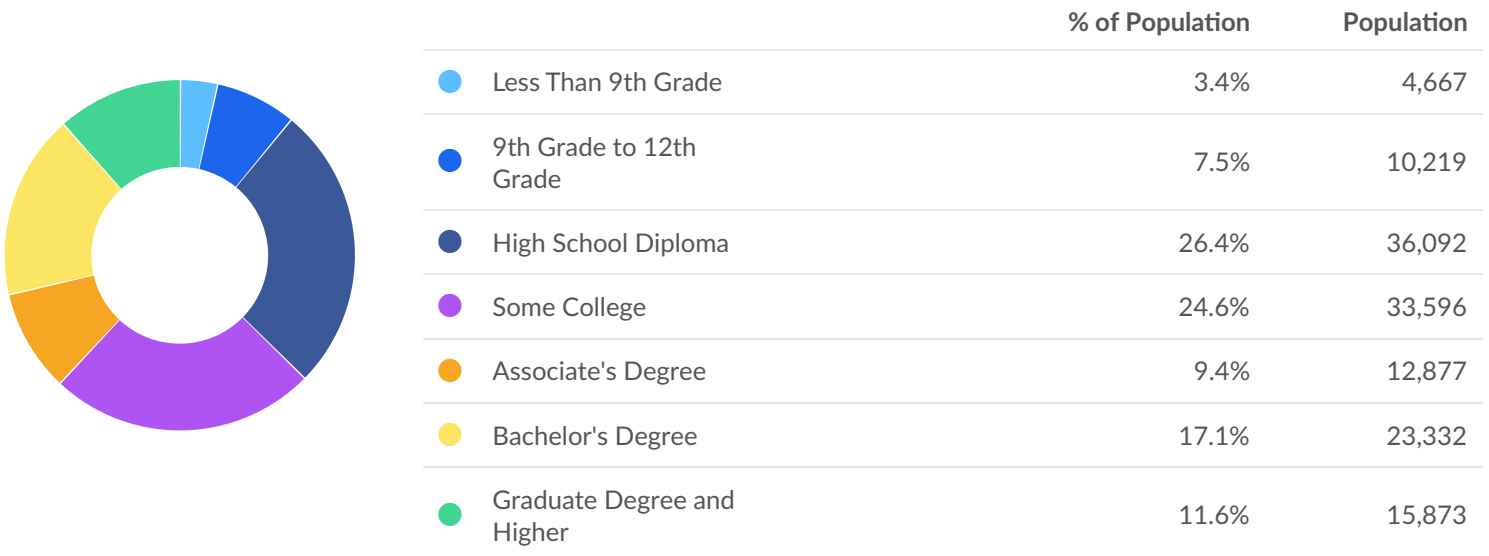 % of Population Population
Less Than 9th Grade 3.4% 4,667
9th Grade to 12th
Grade 7.5% 10,219
High School Diploma 26.4% 36,092
Some College 24.6% 33,596
Associate's Degree 9.4% 12,877
Bachelor's Degree 17.1% 23,332
Graduate Degree and
Higher 11.6% 15,873